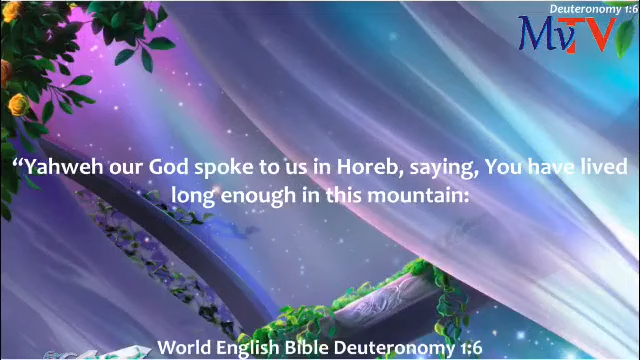 Deuteronomy 1:6
MyTV
“Yahweh our God spoke to us in Horeb, saying, You have lived
long enough in this mountain:
World English Bible Deuteronomy 1:6